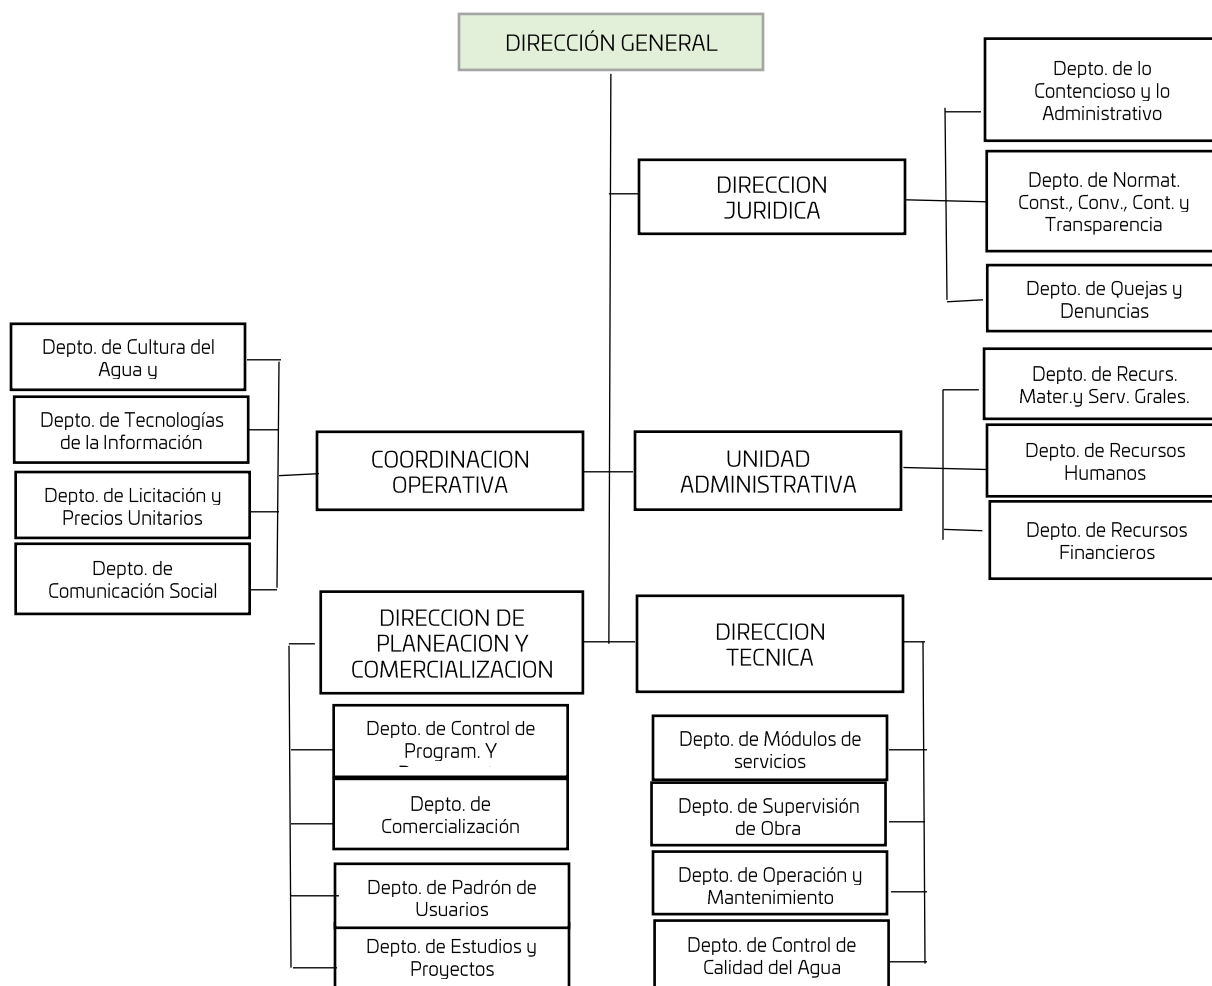 DIRECCIÓN GENERAL
Depto. de lo
Contencioso y lo
Administrativo
DIRECCION
JURIDICA
Depto. de Normat.
Const., Conv., Cont. y
Transparencia
Depto. de Quejas y
Denuncias
Depto. de Cultura del
Agua y
Depto. de Tecnologías
de la Información
Depto. de Licitación y
Precios Unitarios
Depto. de
Comunicación Social
COORDINACION
OPERATIVA
UNIDAD
ADMINISTRATIVA
Depto. de Recurs.
Mater.y Serv. Grales.
Depto. de Recursos
Humanos
Depto. de Recursos
Financieros
DIRECCION DE
PLANEACION Y
COMERCIALIZACION
Depto. de Control de
Program. Y
Depto. de
Comercialización
Depto. de Padrón de
Usuarios
Depto. de Estudios y
Proyectos
DIRECCION
TECNICA
Depto. de Módulos de
servicios
Depto. de Supervisión
de Obra
Depto. de Operación y
Mantenimiento
Depto. de Control de
Calidad del Agua